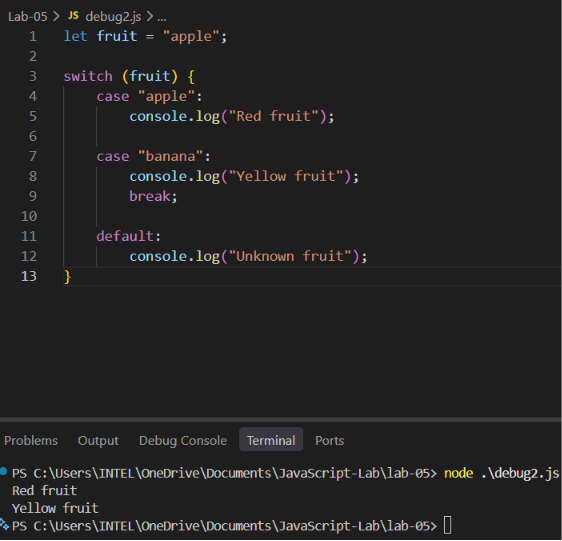 Lab-05 > JS debug2.js > ...
1 let fruit = "apple";
2
3 switch (fruit) {
4     case "apple":
5         console.log("Red fruit");
6
7     case "banana":
8         console.log("Yellow fruit");
9         break;
10
11     default:
12         console.log("Unknown fruit");
13 }
Problems Output Debug Console Terminal Ports
PS C:\Users\INTEL\OneDrive\Documents\JavaScript-Lab\lab-05> node .\debug2.js
Red fruit
Yellow fruit
PS C:\Users\INTEL\OneDrive\Documents\JavaScript-Lab\lab-05>